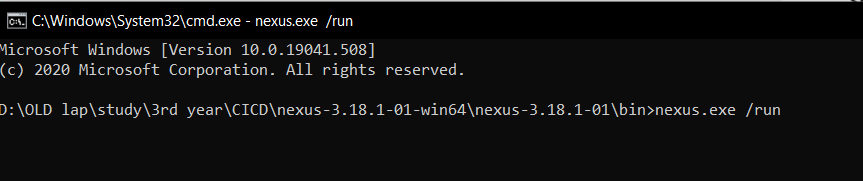 C:\Windows\System32\cmd.exe - nexus.exe /run
Microsoft Windows [Version 10.0.19041.508]
(c) 2020 Microsoft Corporation. All rights reserved.
D:\OLD lap\study\3rd year\CICD\nexus-3.18.1-01-win64\nexus-3.18.1-01\bin>nexus.exe /run